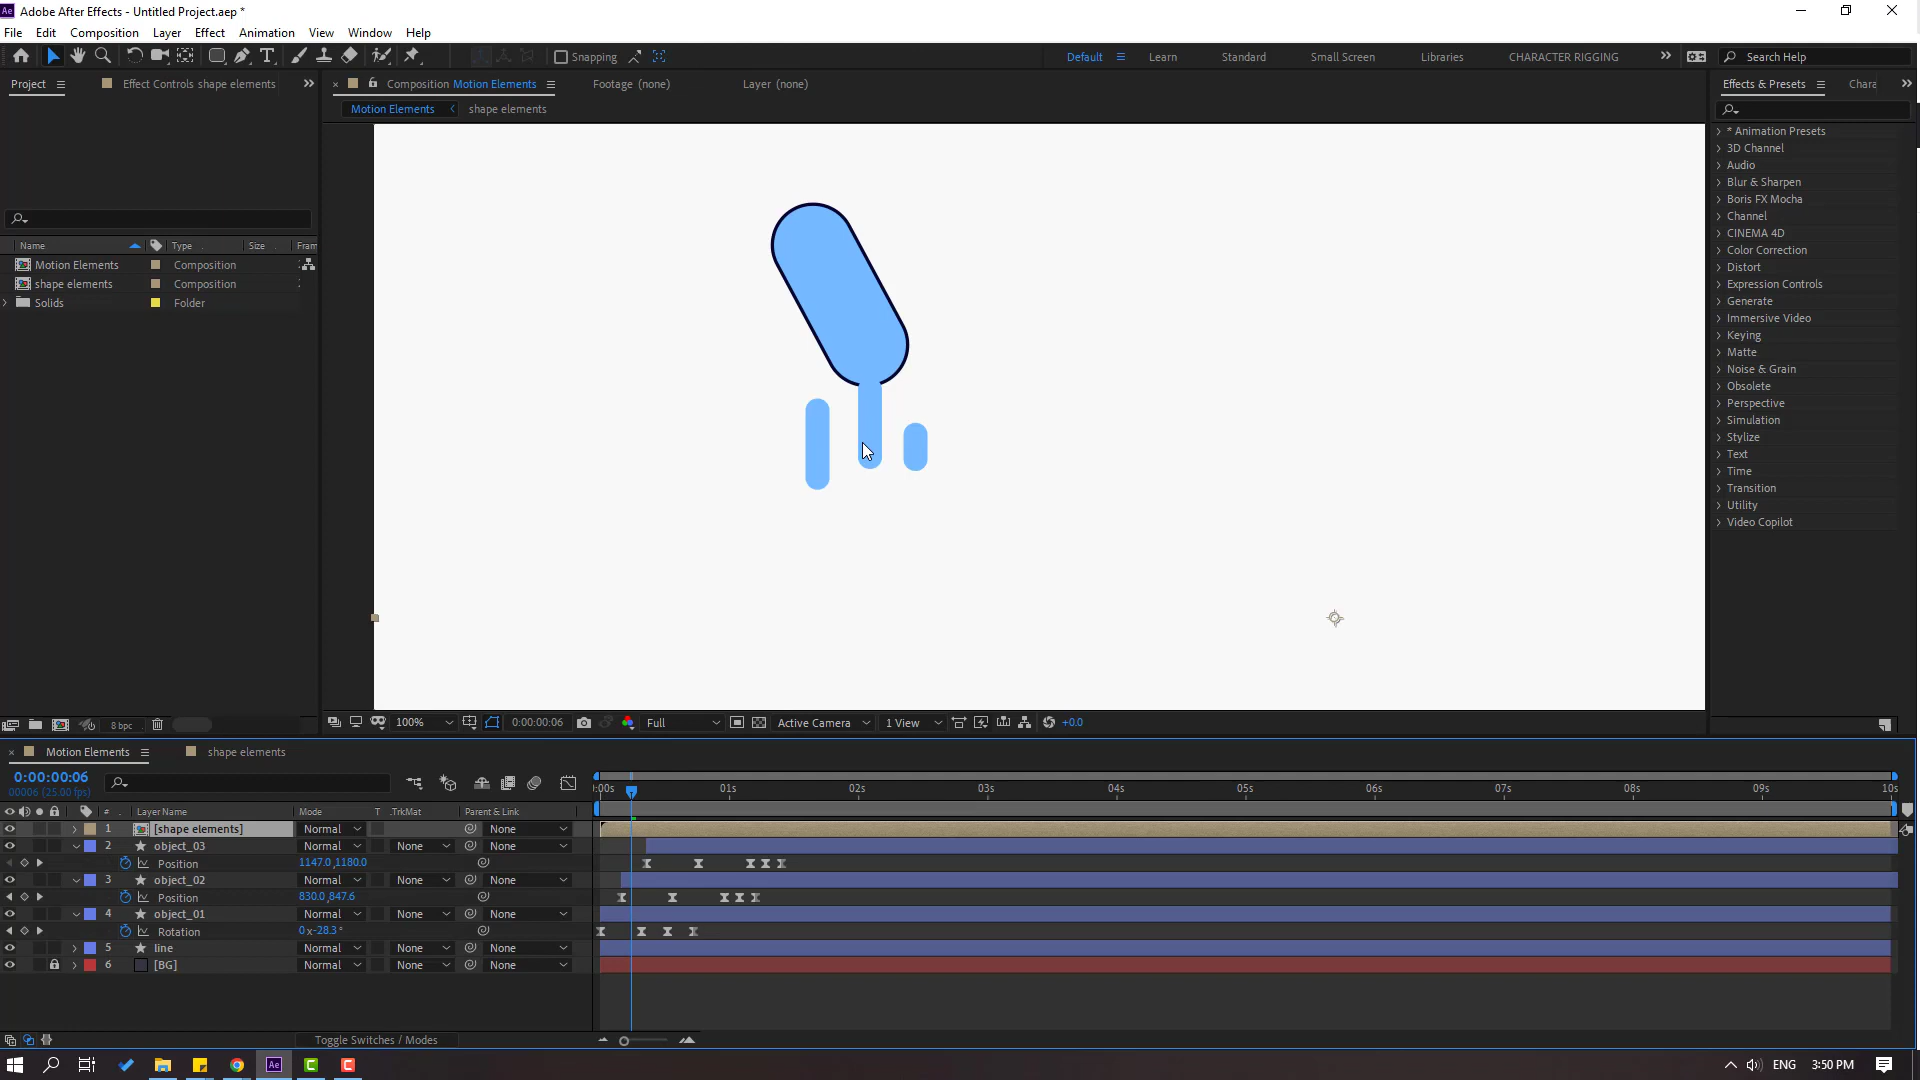 Ae Adobe After Effects - Untitled Project.aep *
File Edit Composition Layer Effect Animation View Window Help
Snapping Default Learn Standard Small Screen Libraries CHARACTER RIGGING Search Help
Project Effect Controls shape elements Composition Motion Elements Footage (none) Layer (none) Effects & Presets Chara
Motion Elements shape elements
* Animation Presets
3D Channel
Audio
Blur & Sharpen
Boris FX Mocha
Channel
CINEMA 4D
Color Correction
Distort
Expression Controls
Generate
Immersive Video
Keying
Matte
Noise & Grain
Obsolete
Perspective
Simulation
Stylize
Text
Time
Transition
Utility
Video Copilot
Name Type Size Fram
Motion Elements Composition
shape elements Composition
Solids Folder
8 bpc 100% 0:00:00:06 Full Active Camera 1 View +0.0
Motion Elements shape elements
0:00:00:06
00006 (25.00 fps)
:00s 01s 02s 03s 04s 05s 06s 07s 08s 09s 10s
# Layer Name Mode T .TrkMat Parent & Link
1 [shape elements] Normal None
2 object_03 Normal None None
Position 1147.0,1180.0
3 object_02 Normal None None
Position 830.0,847.6
4 object_01 Normal None None
Rotation 0x-28.3°
5 line Normal None None
6 [BG] Normal None None
Toggle Switches / Modes
Ae C C ENG 3:50 PM